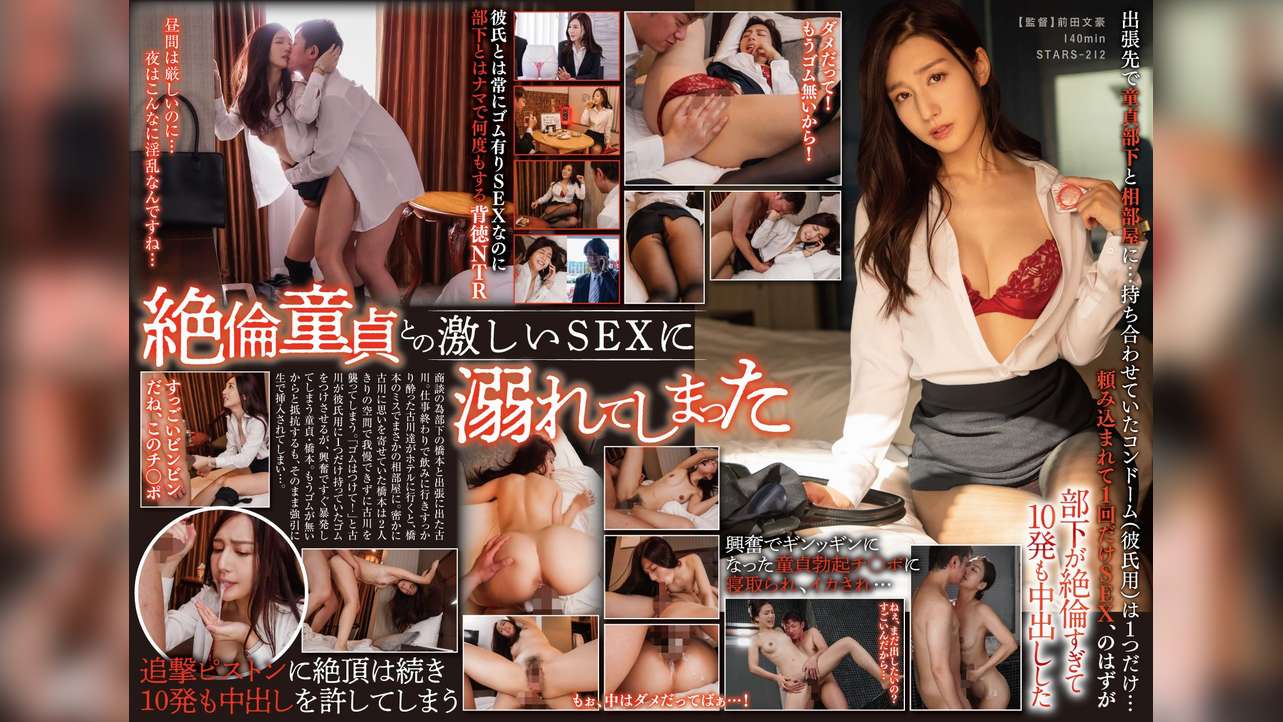 【監督】前田文豪
140min
STARS-212
出張先で童貞部下と相部屋に…持ち合わせていたコンドーム(彼氏用)は1つだけ…
頼み込まれて1回だけSEX、のはずが
部下が絶倫すぎて
10発も中出しした
昼間は厳しいのに…
夜はこんなに淫乱なんですね…
彼氏とは常にゴム有りSEXなのに
部下とはナマで何度もする背徳NTR
ダメだって!
もうゴム無いから!
絶倫童貞との激しいSEXに
溺れてしまった
すっごいビンビン
だね、このチ〇ポ
商談の為部下の橋本と出張に出た古
川。仕事終わりで飲みに行きすっか
り酔った古川達がホテルに行くと、橋
本のミスでまさかの相部屋に。密かに
古川に思いを寄せていた橋本は2人
きりの空間で我慢できずに古川を
襲ってしまう。「ゴムはつけて!」と古
川が彼氏用に1つだけ持っていたゴム
をつけさせるが、興奮ですぐ暴発し
てしまう童貞・橋本。もうゴムが無い
からと抵抗するも、そのまま強引に
生で挿入されてしまい…。
追撃ピストンに絶頂は続き
10発も中出しを許してしまう
もぉ、中はダメだってばぁ…!
興奮でギンッギンに
なった童貞勃起チ〇ポに
寝取られ、イカされ…
ねぇ、まだ出したいの?
すごいんだから…